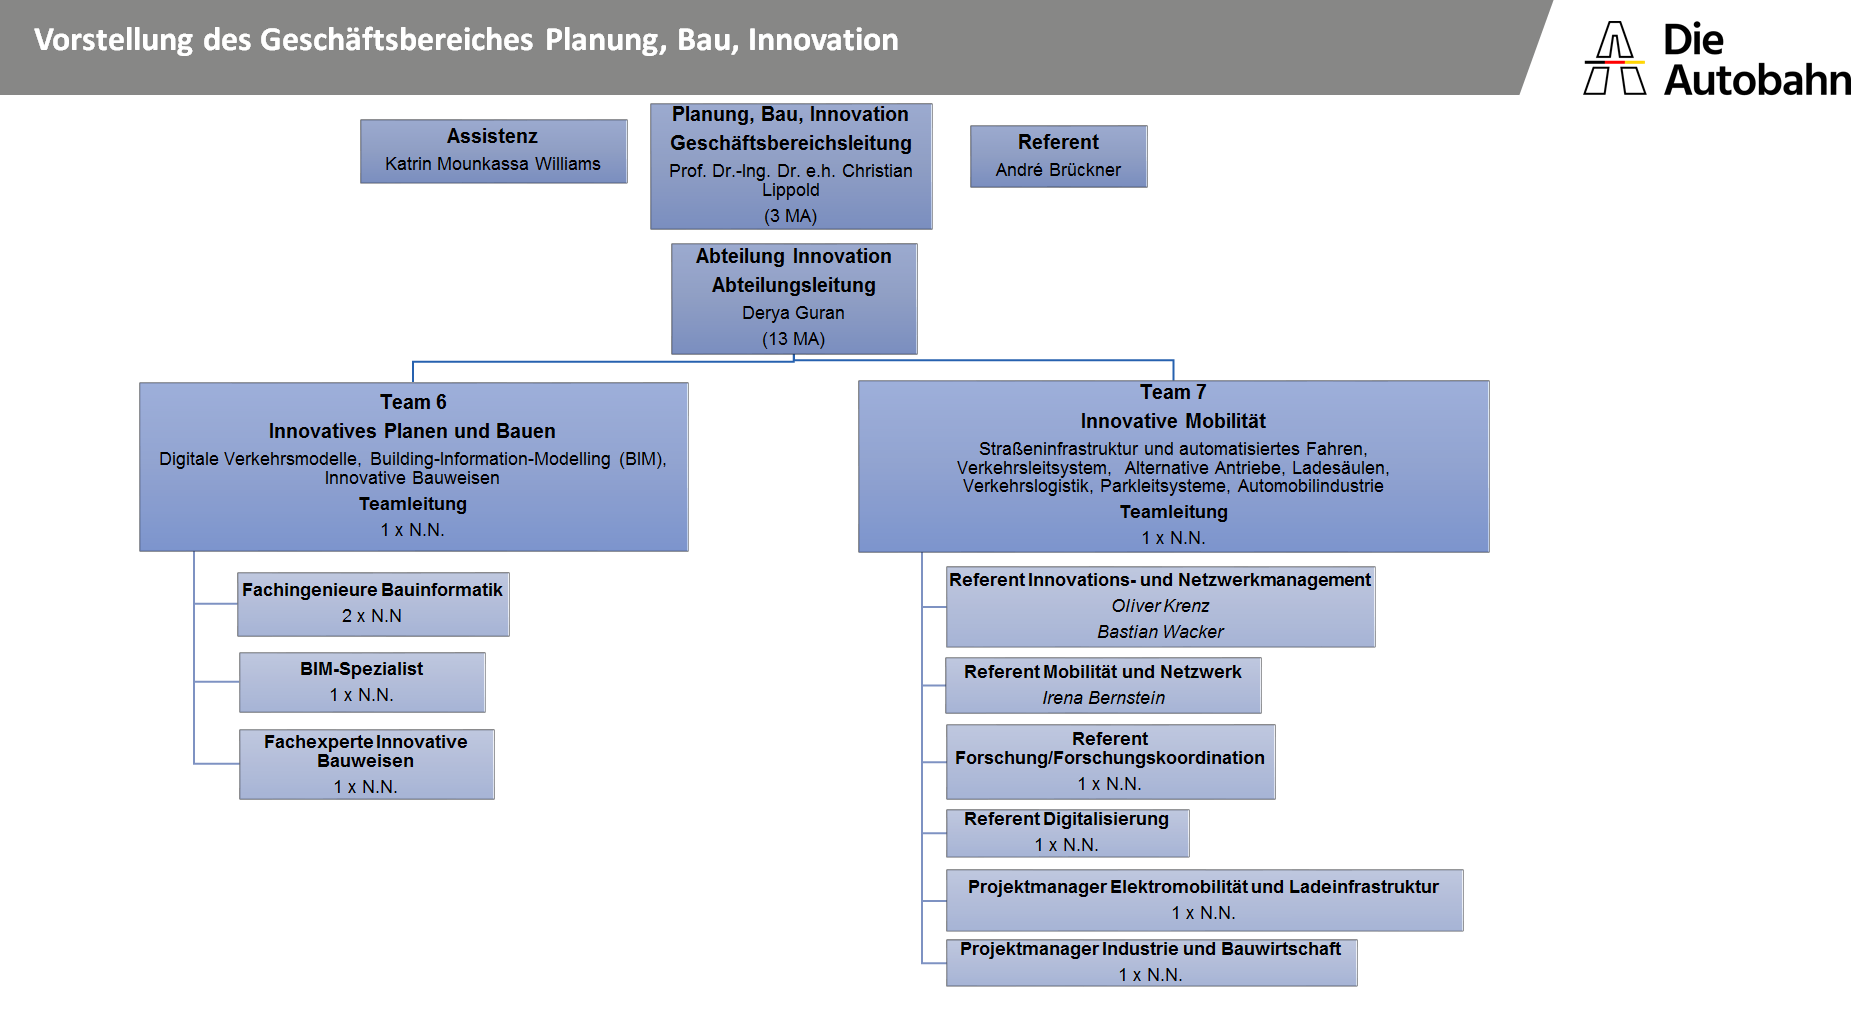 Vorstellung des Geschäftsbereiches Planung, Bau, Innovation
Die
Autobahn
Assistenz
Katrin Mounkassa Williams
Planung, Bau, Innovation
Geschäftsbereichsleitung
Prof. Dr.-Ing. Dr. e.h. Christian
Lippold
(3 MA)
Referent
André Brückner
Abteilung Innovation
Abteilungsleitung
Derya Guran
(13 MA)
Team 6
Innovatives Planen und Bauen
Digitale Verkehrsmodelle, Building-Information-Modelling (BIM),
Innovative Bauweisen
Teamleitung
1 x N.N.
Fachingenieure Bauinformatik
2 x N.N
BIM-Spezialist
1 x N.N.
Fachexperte Innovative
Bauweisen
1 x N.N.
Team 7
Innovative Mobilität
Straßeninfrastruktur und automatisiertes Fahren,
Verkehrsleitsystem, Alternative Antriebe, Ladesäulen,
Verkehrslogistik, Parkleitsysteme, Automobilindustrie
Teamleitung
1 x N.N.
Referent Innovations- und Netzwerkmanagement
Oliver Krenz
Bastian Wacker
Referent Mobilität und Netzwerk
Irena Bernstein
Referent
Forschung/Forschungskoordination
1 x N.N.
Referent Digitalisierung
1 x N.N.
Projektmanager Elektromobilität und Ladeinfrastruktur
1 x N.N.
Projektmanager Industrie und Bauwirtschaft
1 x N.N.